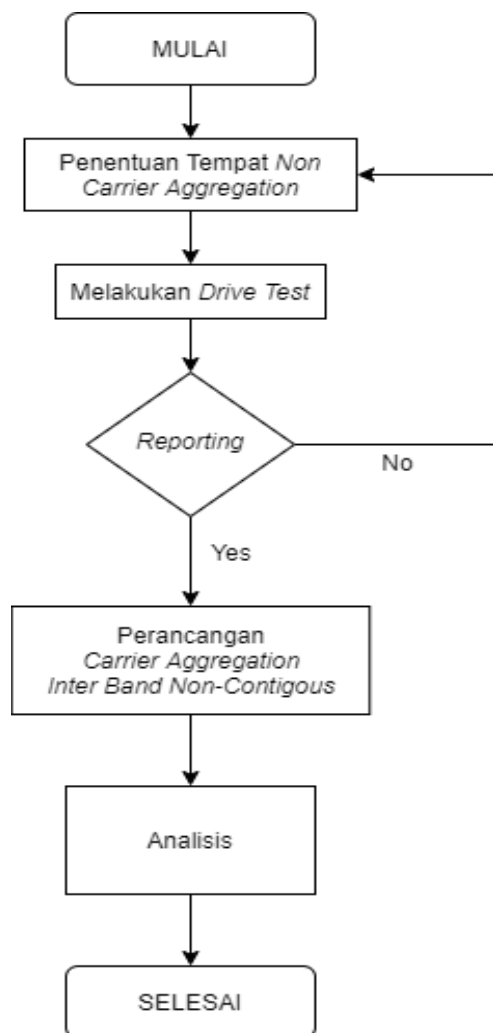 MULAI
Penentuan Tempat Non
Carrier Aggregation
Melakukan Drive Test
Reporting
No
Yes
Perancangan
Carrier Aggregation
Inter Band Non-Contigous
Analisis
SELESAI